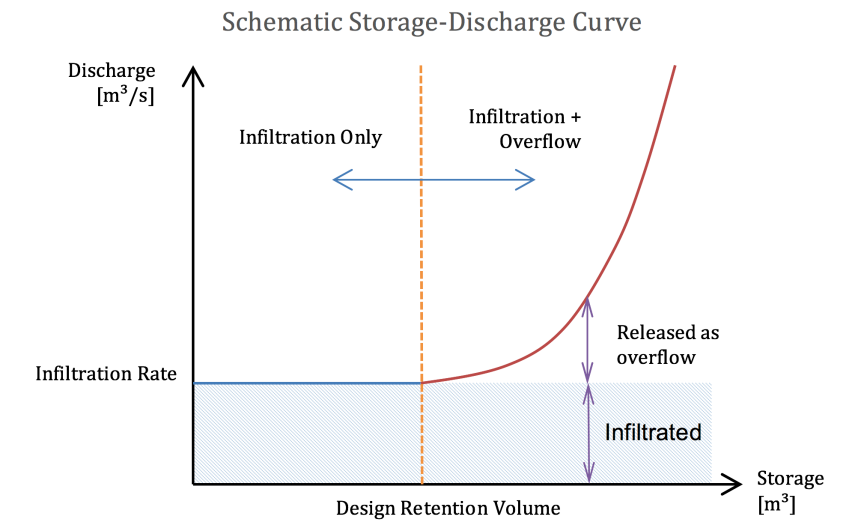 Schematic Storage-Discharge Curve
Discharge
[m³/s]
Infiltration Only
Infiltration +
Overflow
Released as
overflow
Infiltration Rate
Infiltrated
Storage
[m³]
Design Retention Volume